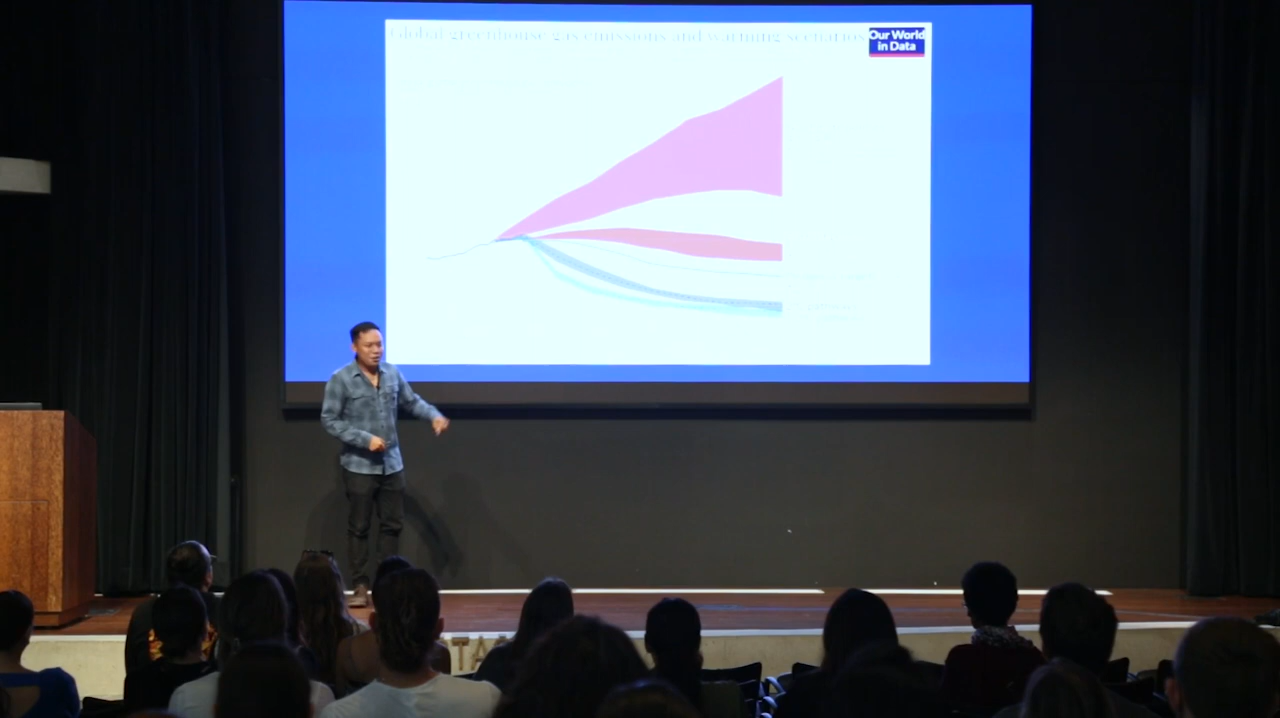 Global greenhouse gas emissions and warming scenarios
Our World
in Data